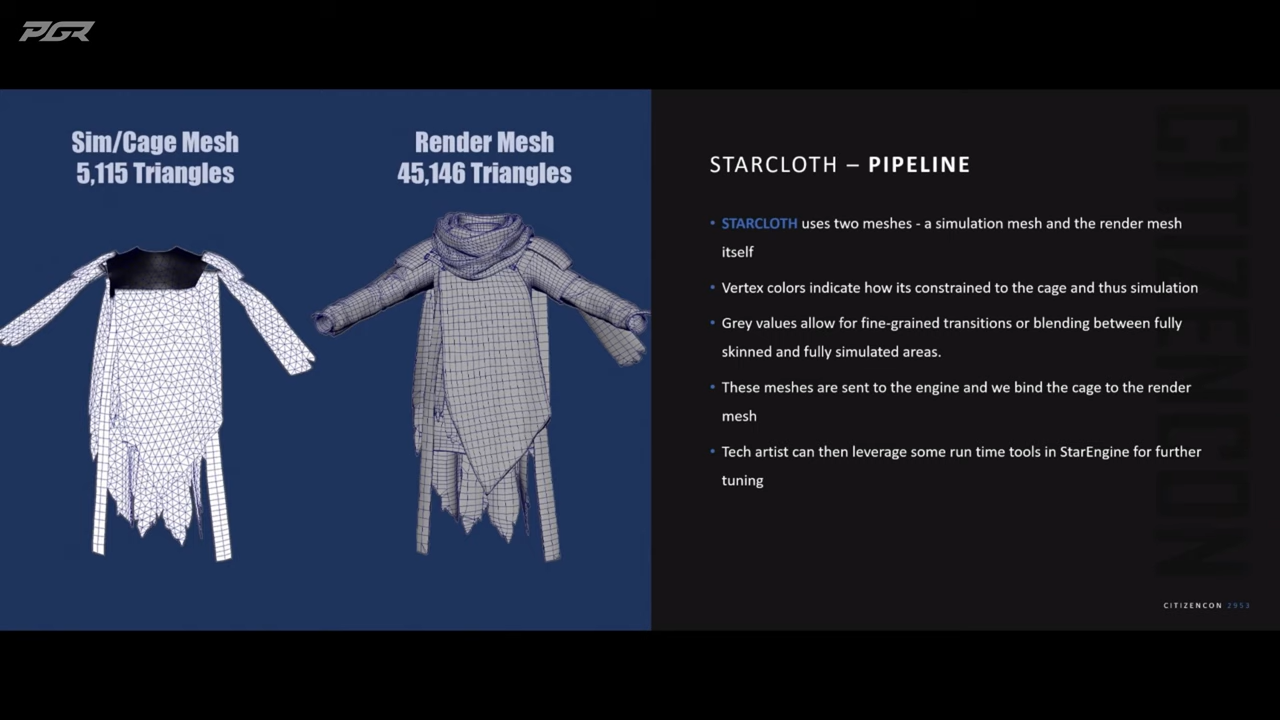 PGR
Sim/Cage Mesh
5,115 Triangles
Render Mesh
45,146 Triangles
STARCLOTH – PIPELINE
• STARCLOTH uses two meshes - a simulation mesh and the render mesh
itself
• Vertex colors indicate how its constrained to the cage and thus simulation
• Grey values allow for fine-grained transitions or blending between fully
skinned and fully simulated areas.
• These meshes are sent to the engine and we bind the cage to the render
mesh
• Tech artist can then leverage some run time tools in StarEngine for further
tuning
CITIZENCON
CITIZENCON 2953